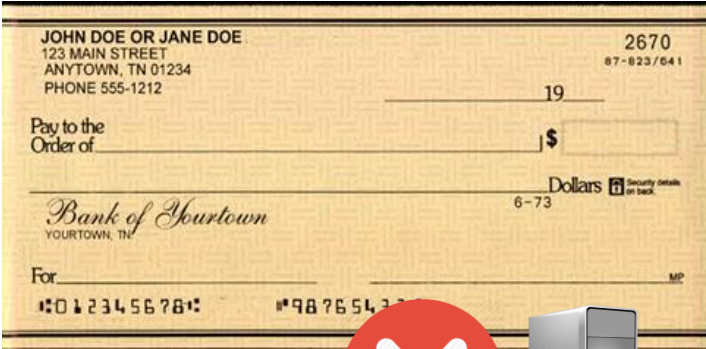 JOHN DOE OR JANE DOE
2670
123 MAIN STREET
87-823/641
ANYTOWN, TN 01234
PHONE 555-1212
19
Pay to the
Order of
$
Dollars
Security details
on back.
6-73
Bank of Yourtown
YOURTOWN, TN
For
MP
⑆012345678⑆ ⑈987654